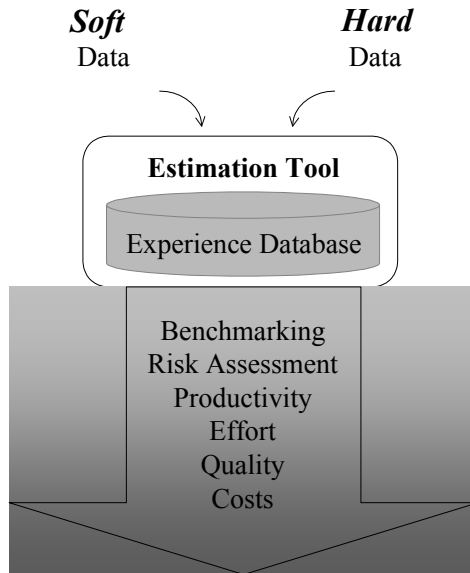 Soft Hard
Data Data
Estimation Tool
Experience Database
Benchmarking
Risk Assessment
Productivity
Effort
Quality
Costs